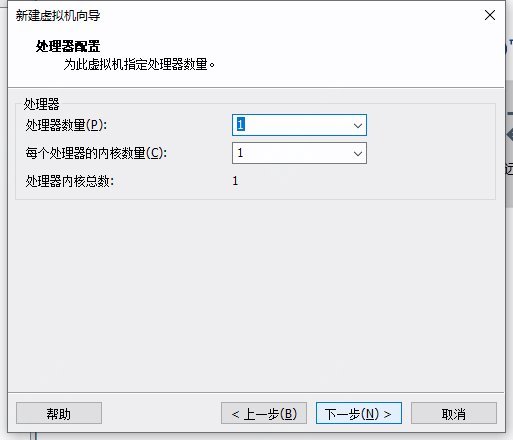 新建虚拟机向导
处理器配置
为此虚拟机指定处理器数量。
处理器
处理器数量(P): 1
每个处理器的内核数量(C): 1
处理器内核总数: 1
帮助 < 上一步(B) 下一步(N) > 取消